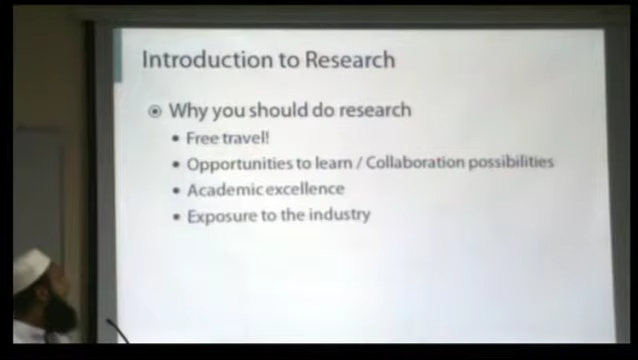 Introduction to Research
Why you should do research
Free travel!
Opportunities to learn / Collaboration possibilities
Academic excellence
Exposure to the industry